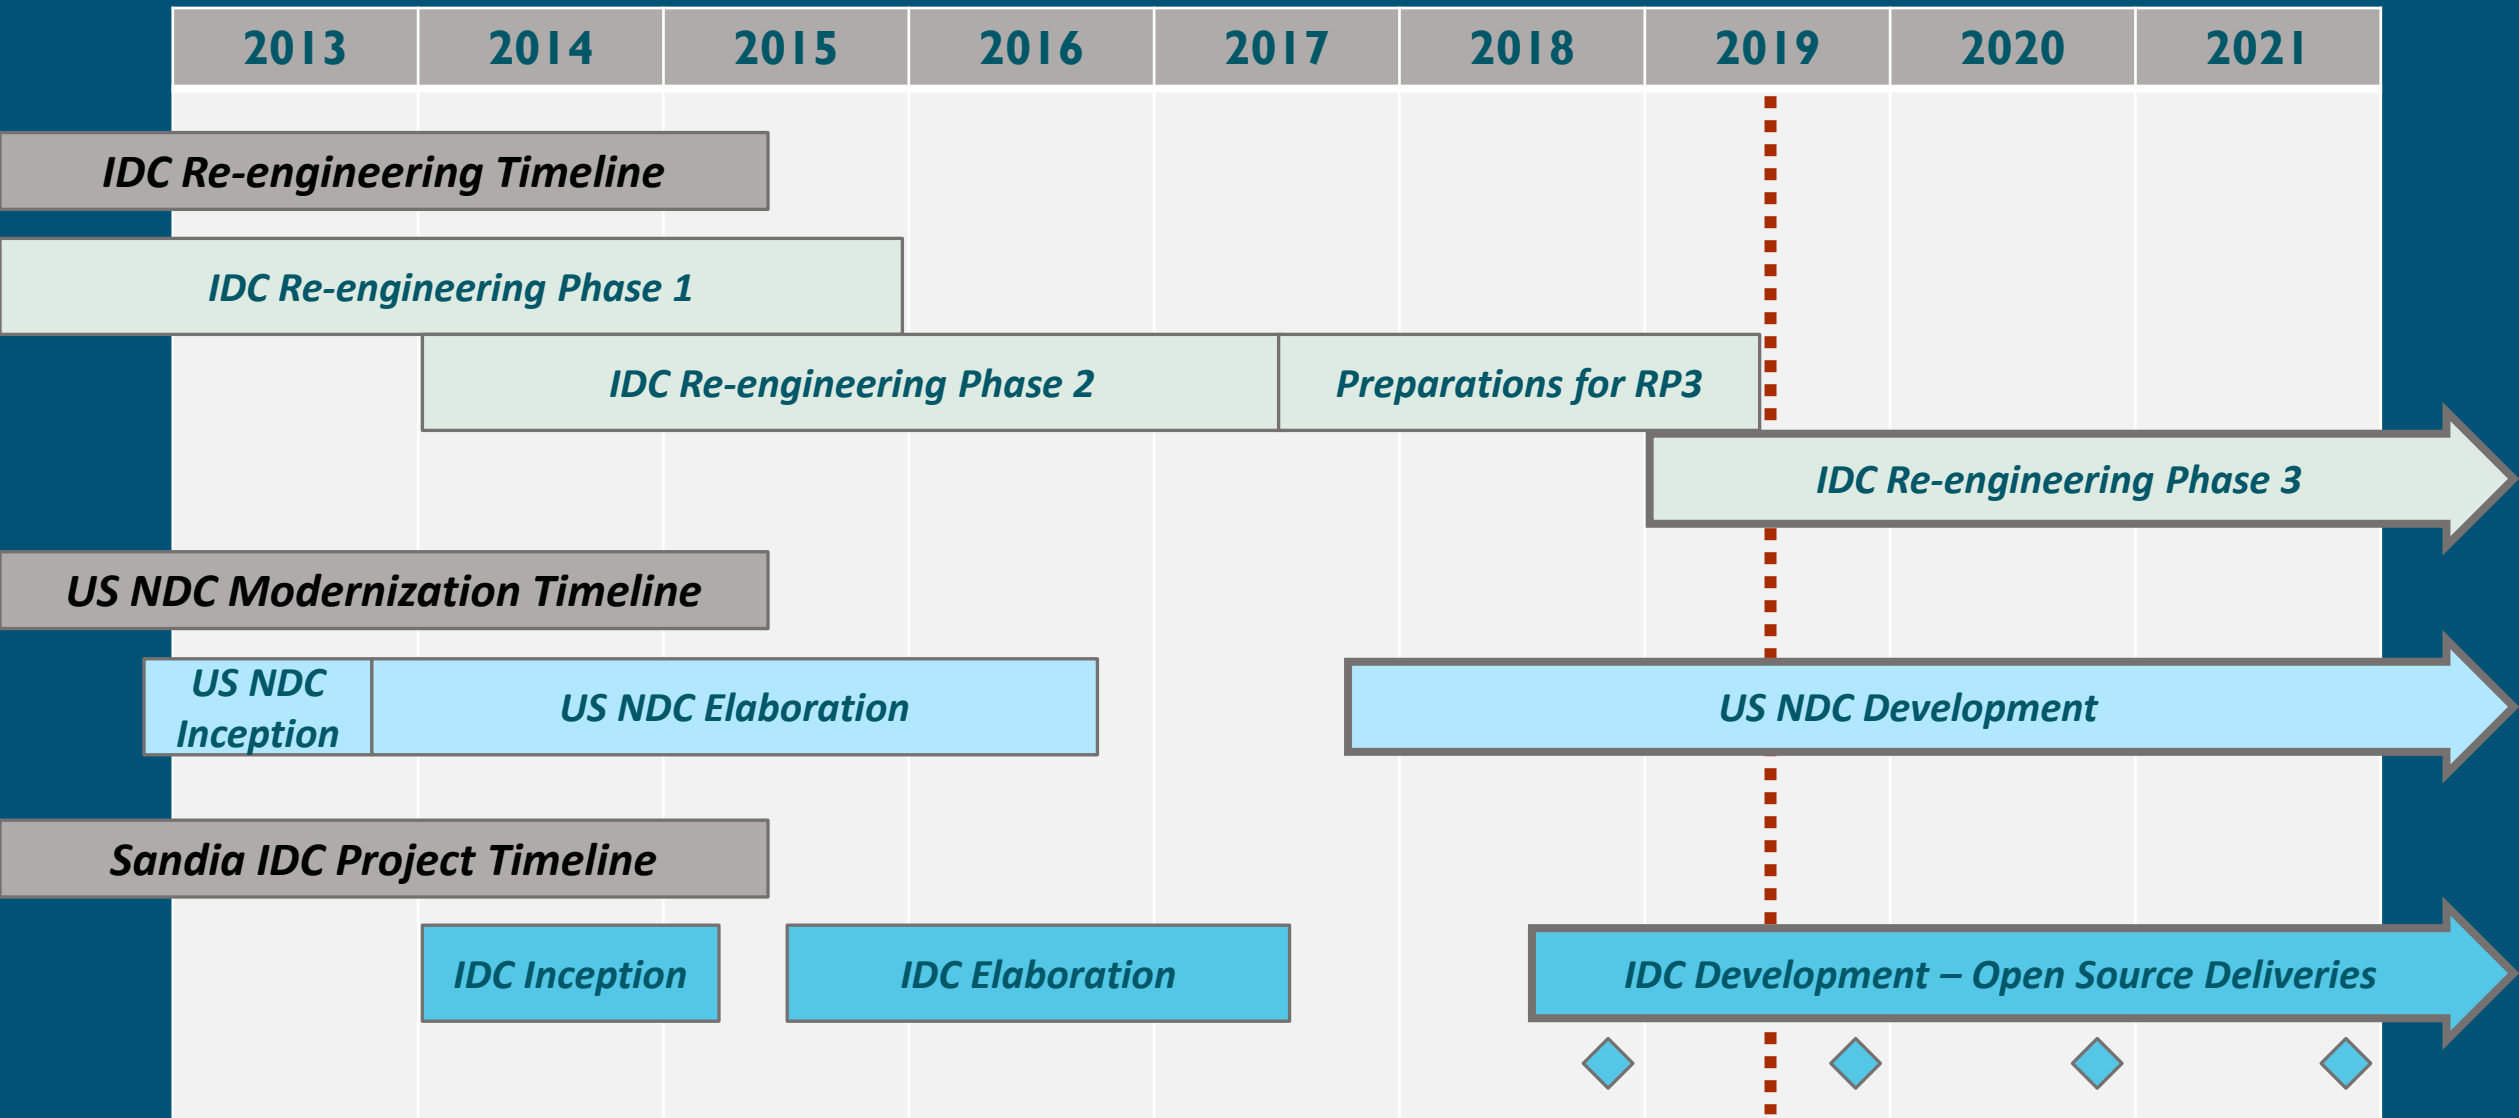 2013 2014 2015 2016 2017 2018 2019 2020 2021
IDC Re-engineering Timeline
IDC Re-engineering Phase 1
IDC Re-engineering Phase 2
Preparations for RP3
IDC Re-engineering Phase 3
US NDC Modernization Timeline
US NDC
Inception
US NDC Elaboration
US NDC Development
Sandia IDC Project Timeline
IDC Inception
IDC Elaboration
IDC Development – Open Source Deliveries